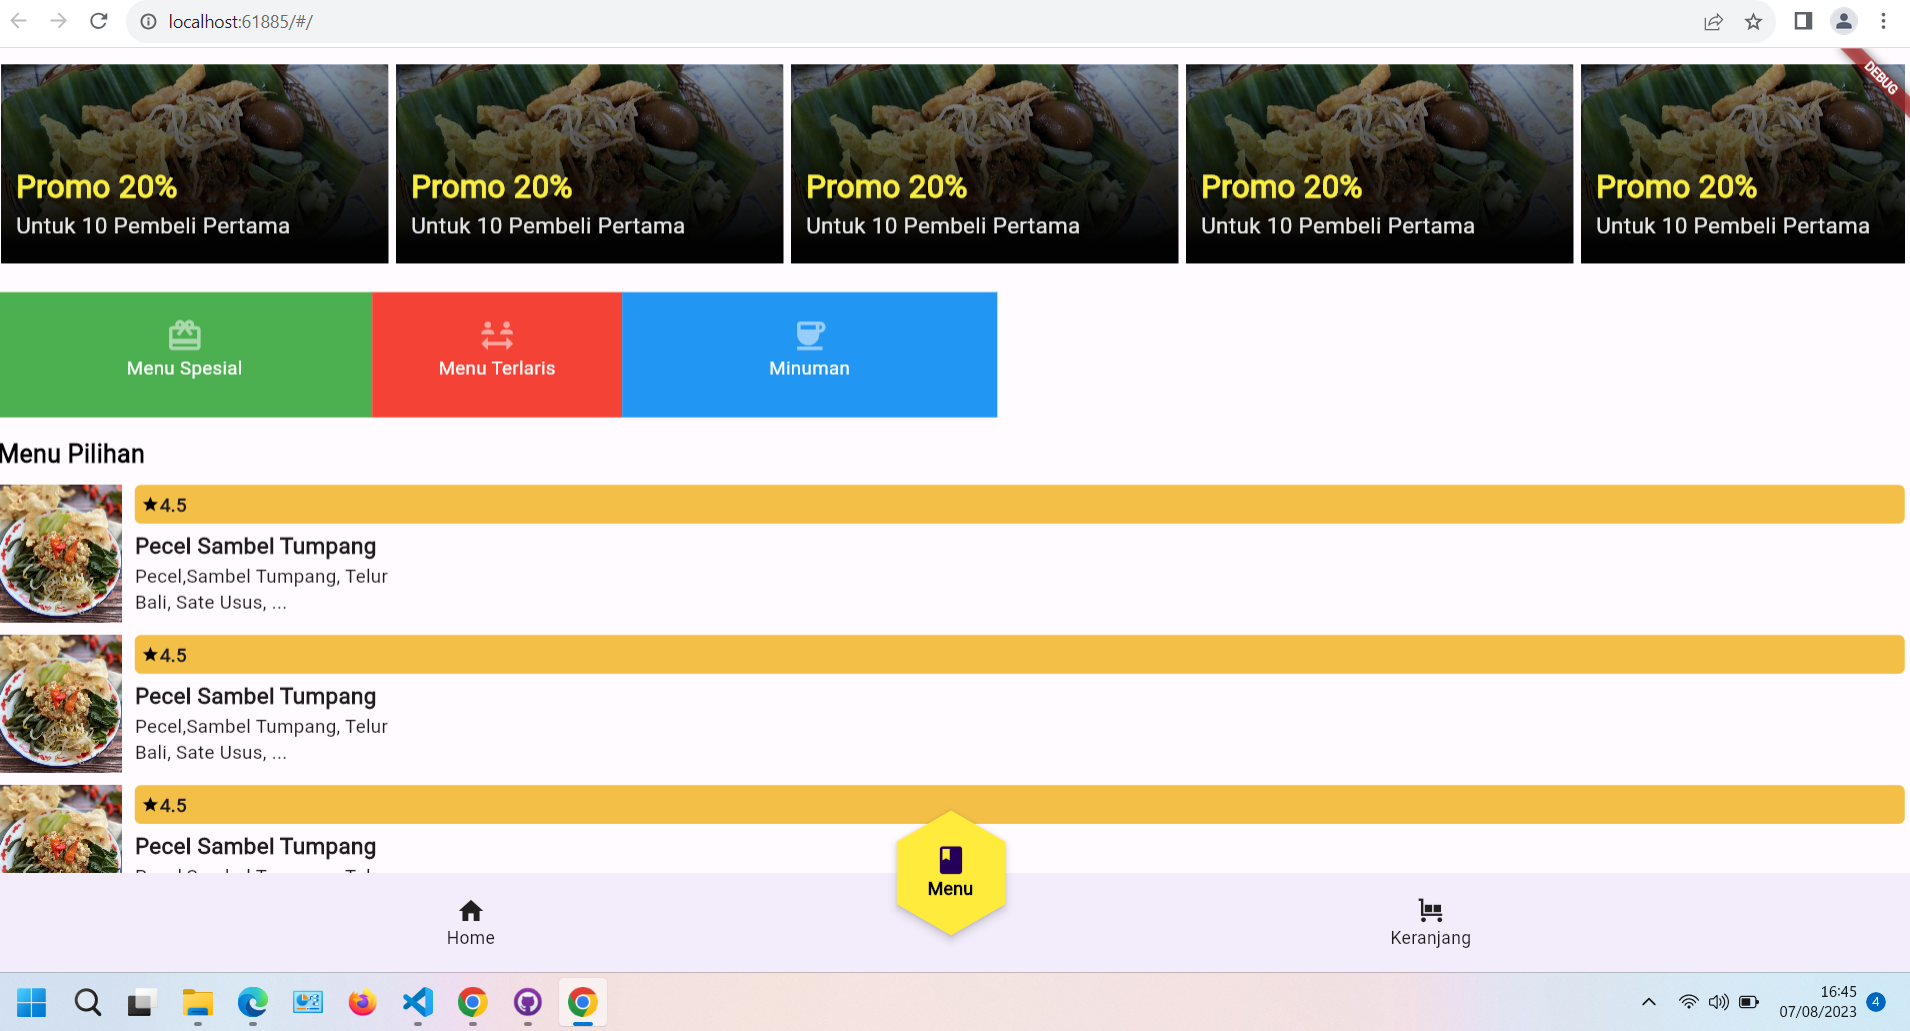 localhost:61885/#/
DEBUG
Promo 20%
Untuk 10 Pembeli Pertama
Promo 20%
Untuk 10 Pembeli Pertama
Promo 20%
Untuk 10 Pembeli Pertama
Promo 20%
Untuk 10 Pembeli Pertama
Promo 20%
Untuk 10 Pembeli Pertama
Menu Spesial
Menu Terlaris
Minuman
Menu Pilihan
4.5
Pecel Sambel Tumpang
Pecel,Sambel Tumpang, Telur
Bali, Sate Usus, ...
4.5
Pecel Sambel Tumpang
Pecel,Sambel Tumpang, Telur
Bali, Sate Usus, ...
4.5
Pecel Sambel Tumpang
Menu
Home
Keranjang
16:45
07/08/2023
4